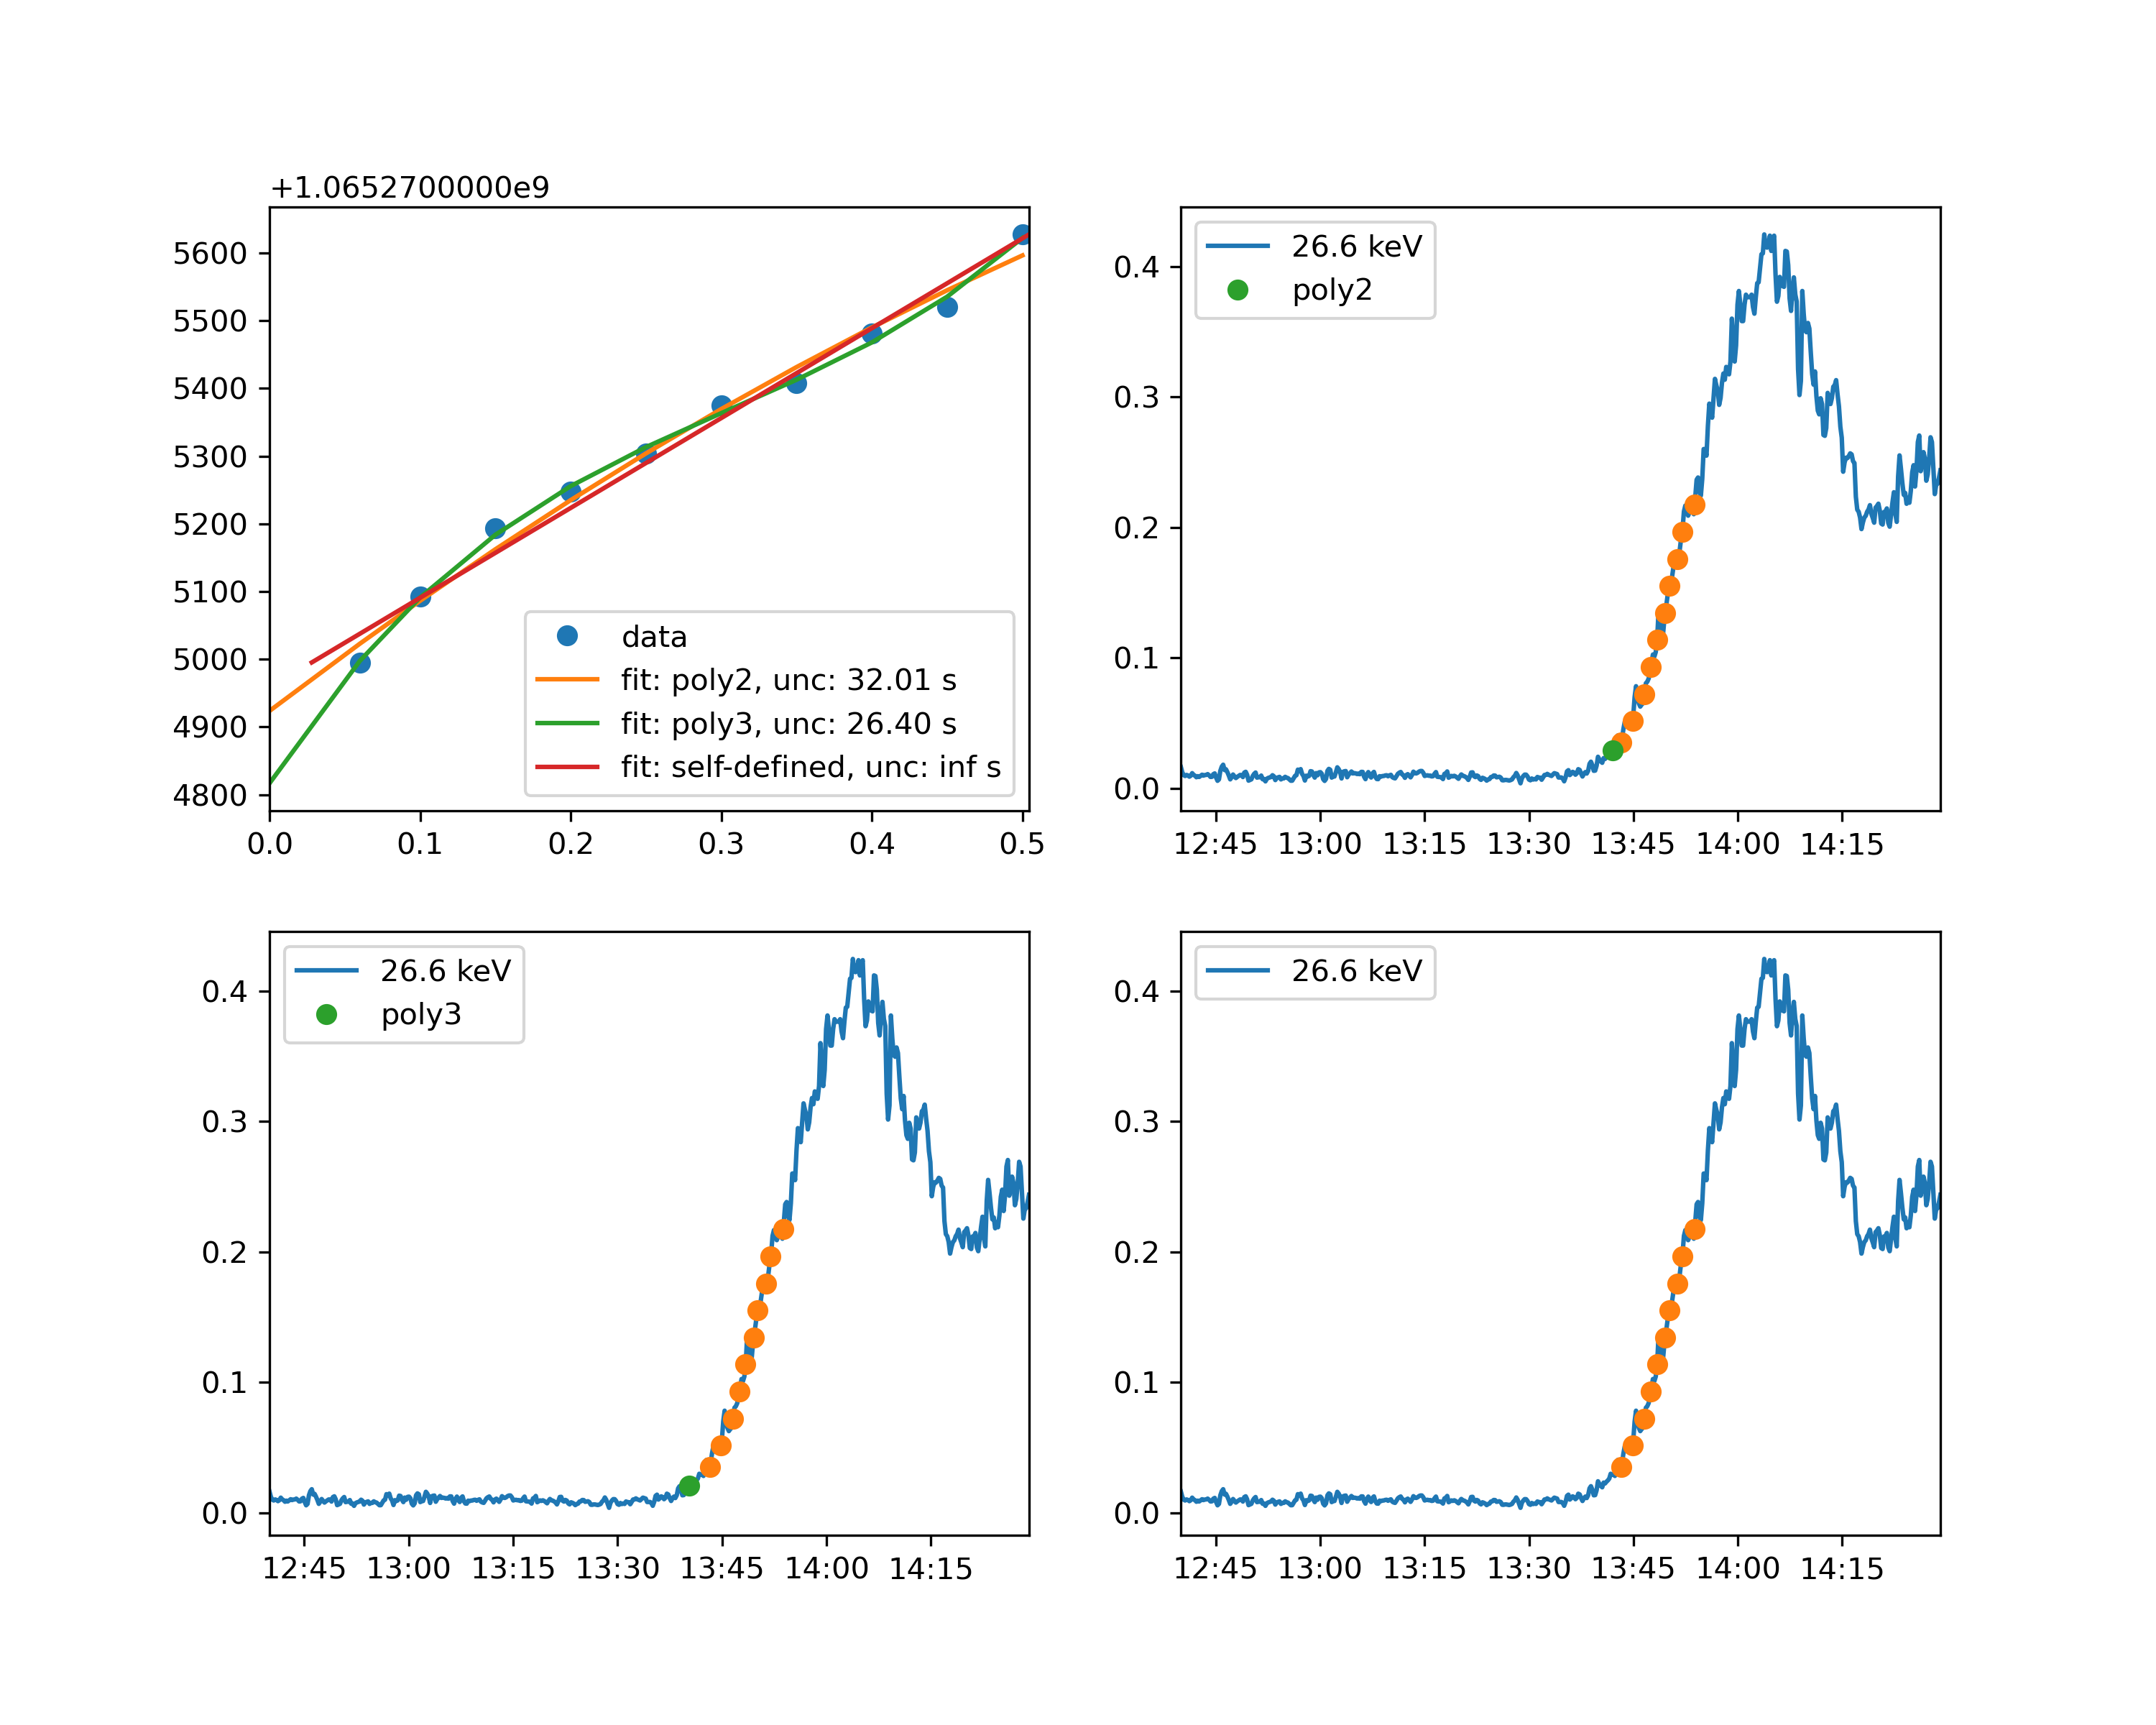 +1.0652700000e9
5600
5500
5400
5300
5200
5100
5000
4900
4800
0.0 0.1 0.2 0.3 0.4 0.5
data
fit: poly2, unc: 32.01 s
fit: poly3, unc: 26.40 s
fit: self-defined, unc: inf s
26.6 keV
poly2
0.4
0.3
0.2
0.1
0.0
12:45 13:00 13:15 13:30 13:45 14:00 14:15
26.6 keV
poly3
0.4
0.3
0.2
0.1
0.0
12:45 13:00 13:15 13:30 13:45 14:00 14:15
26.6 keV
0.4
0.3
0.2
0.1
0.0
12:45 13:00 13:15 13:30 13:45 14:00 14:15